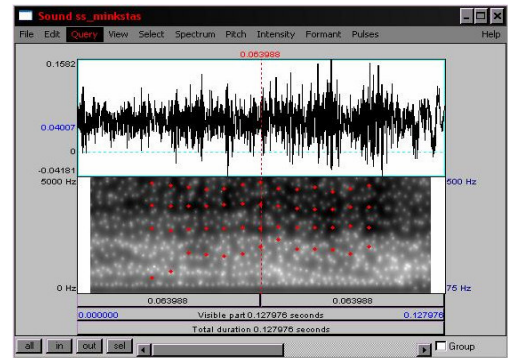 Sound ss_minkstas
File Edit Query View Select Spectrum Pitch Intensity Formant Pulses Help
0.063988
0.1582
0.04007
0
-0.04181
5000 Hz 500 Hz
0 Hz 75 Hz
0.063988 0.063988
0.000000 Visible part 0.127976 seconds 0.127976
Total duration 0.127976 seconds
all in out sel Group